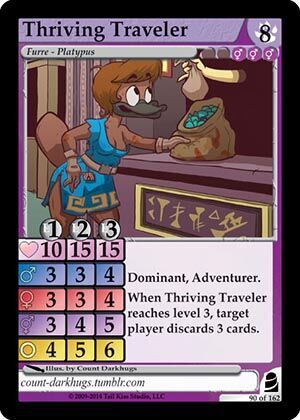 Thriving Traveler
8
Furre - Platypus
1 2 3
10 15 15
3 3 4
3 3 4
3 4 5
4 5 6
Dominant, Adventurer.
When Thriving Traveler
reaches level 3, target
player discards 3 cards.
Illus. by Count Darkhugs
count-darkhugs.tumblr.com
© 2009-2014 Tail Kiss Studio, LLC
90 of 162